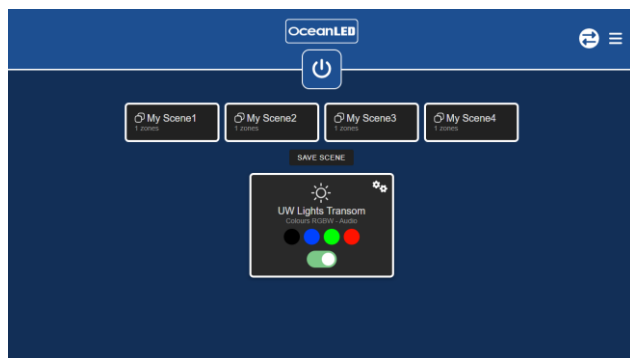 OceanLED
My Scene1
1 zones
My Scene2
1 zones
My Scene3
1 zones
My Scene4
1 zones
SAVE SCENE
UW Lights Transom
Colours RGBW - Audio